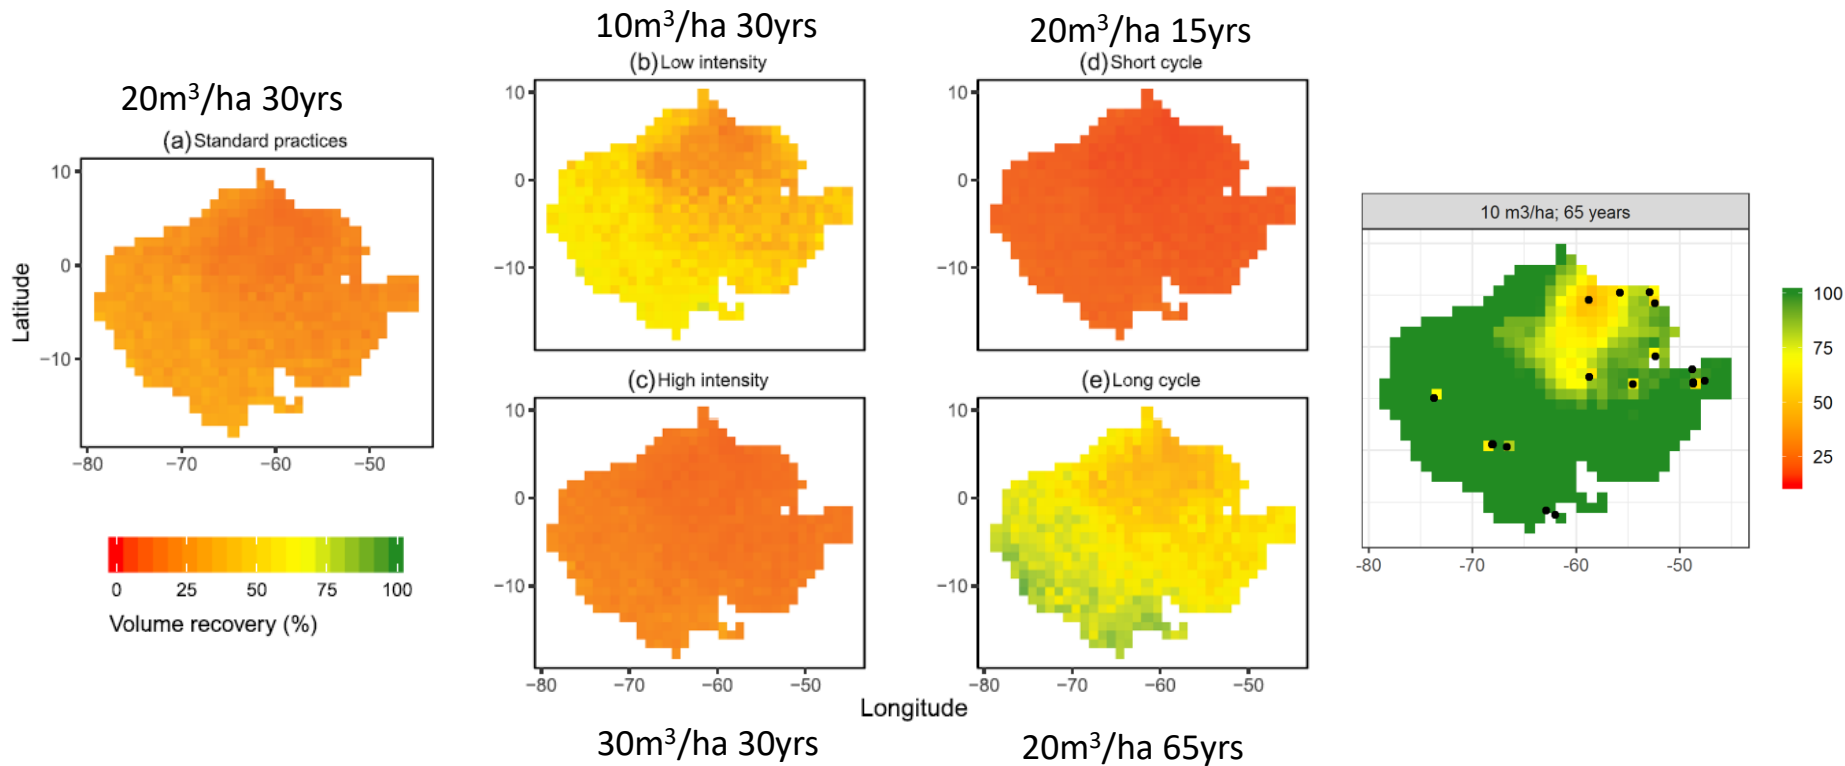 20m³/ha 30yrs
(a) Standard practices
10
0
−10
−80
−70
−60
−50
Latitude
0
25
50
75
100
Volume recovery (%)
10m³/ha 30yrs
(b) Low intensity
10
0
−10
(c) High intensity
10
0
−10
−80
−70
−60
−50
30m³/ha 30yrs
20m³/ha 15yrs
(d) Short cycle
10
0
−10
(e) Long cycle
10
0
−10
−80
−70
−60
−50
Longitude
20m³/ha 65yrs
10 m3/ha; 65 years
-80
-70
-60
-50
100
75
50
25